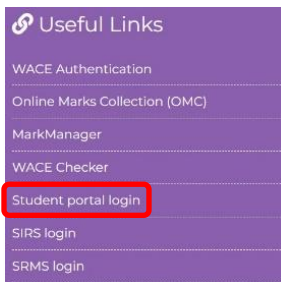 Useful Links
WACE Authentication
Online Marks Collection (OMC)
MarkManager
WACE Checker
Student portal login
SIRS login
SRMS login